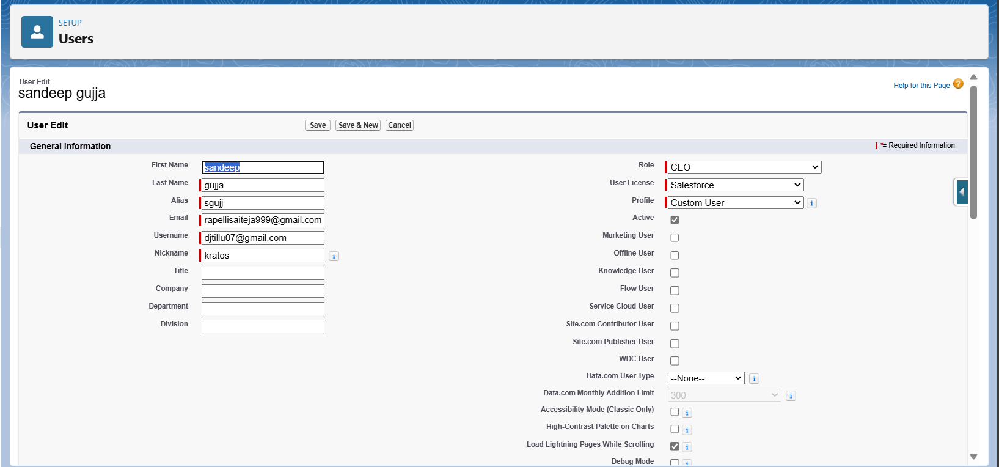 SETUP
Users
User Edit
sandeep gujja
Help for this Page ?
User Edit
Save
Save & New
Cancel
General Information
*= Required Information
First Name
sandeep
Last Name
gujja
Alias
sgujj
Email
rapellisaiteja999@gmail.com
Username
djtillu07@gmail.com
Nickname
kratos
i
Title
Company
Department
Division
Role
CEO
User License
Salesforce
Profile
Custom User
i
Active
Marketing User
Offline User
Knowledge User
Flow User
Service Cloud User
Site.com Contributor User
Site.com Publisher User
WDC User
Data.com User Type
--None--
i
Data.com Monthly Addition Limit
300
i
Accessibility Mode (Classic Only)
i
High-Contrast Palette on Charts
i
Load Lightning Pages While Scrolling
i
Debug Mode
i